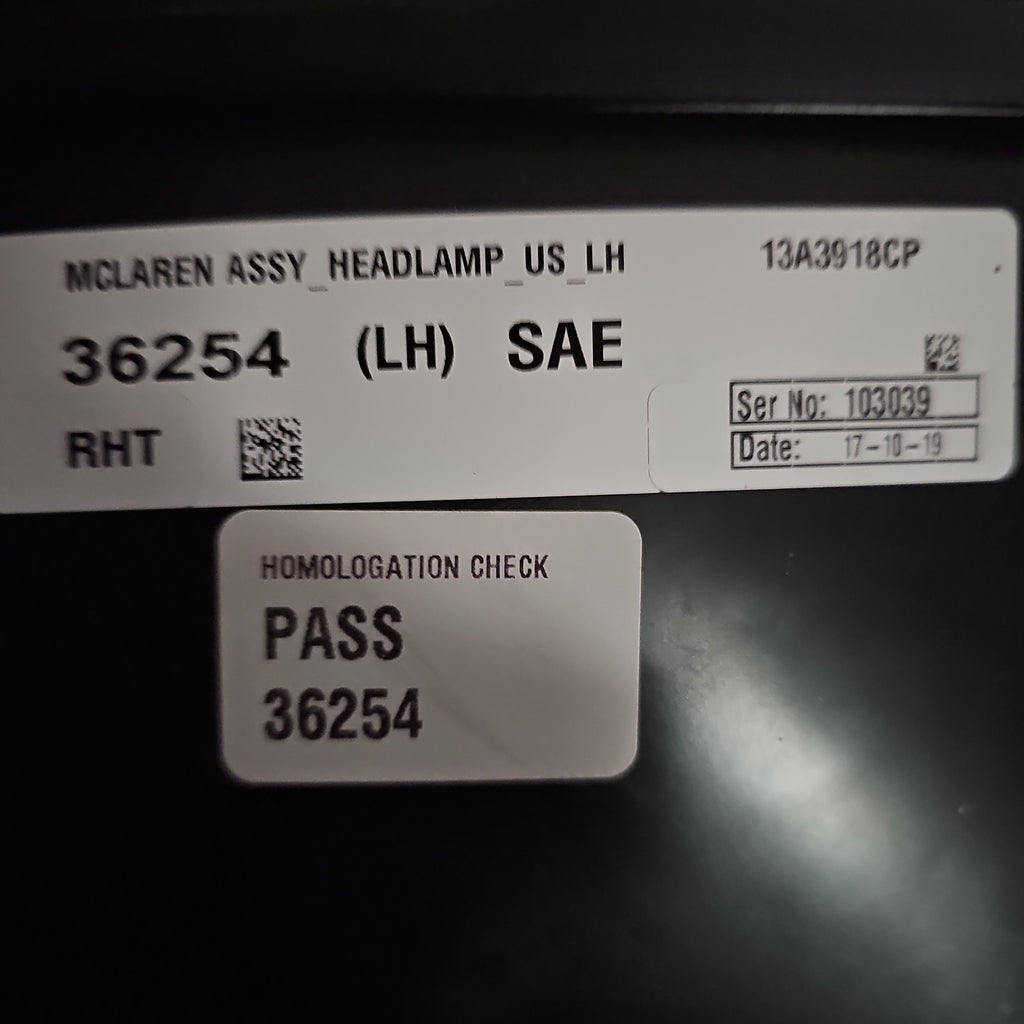 MCLAREN ASSY_HEADLAMP_US_LH
13A3918CP
36254 (LH) SAE
RHT
Ser No: 103039
Date: 17-10-19
HOMOLOGATION CHECK
PASS
36254